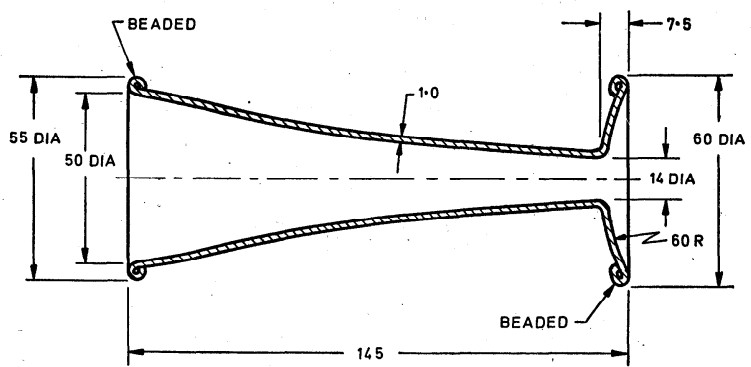 BEADED
7·5
1·0
55 DIA
50 DIA
60 DIA
14 DIA
60 R
BEADED
145